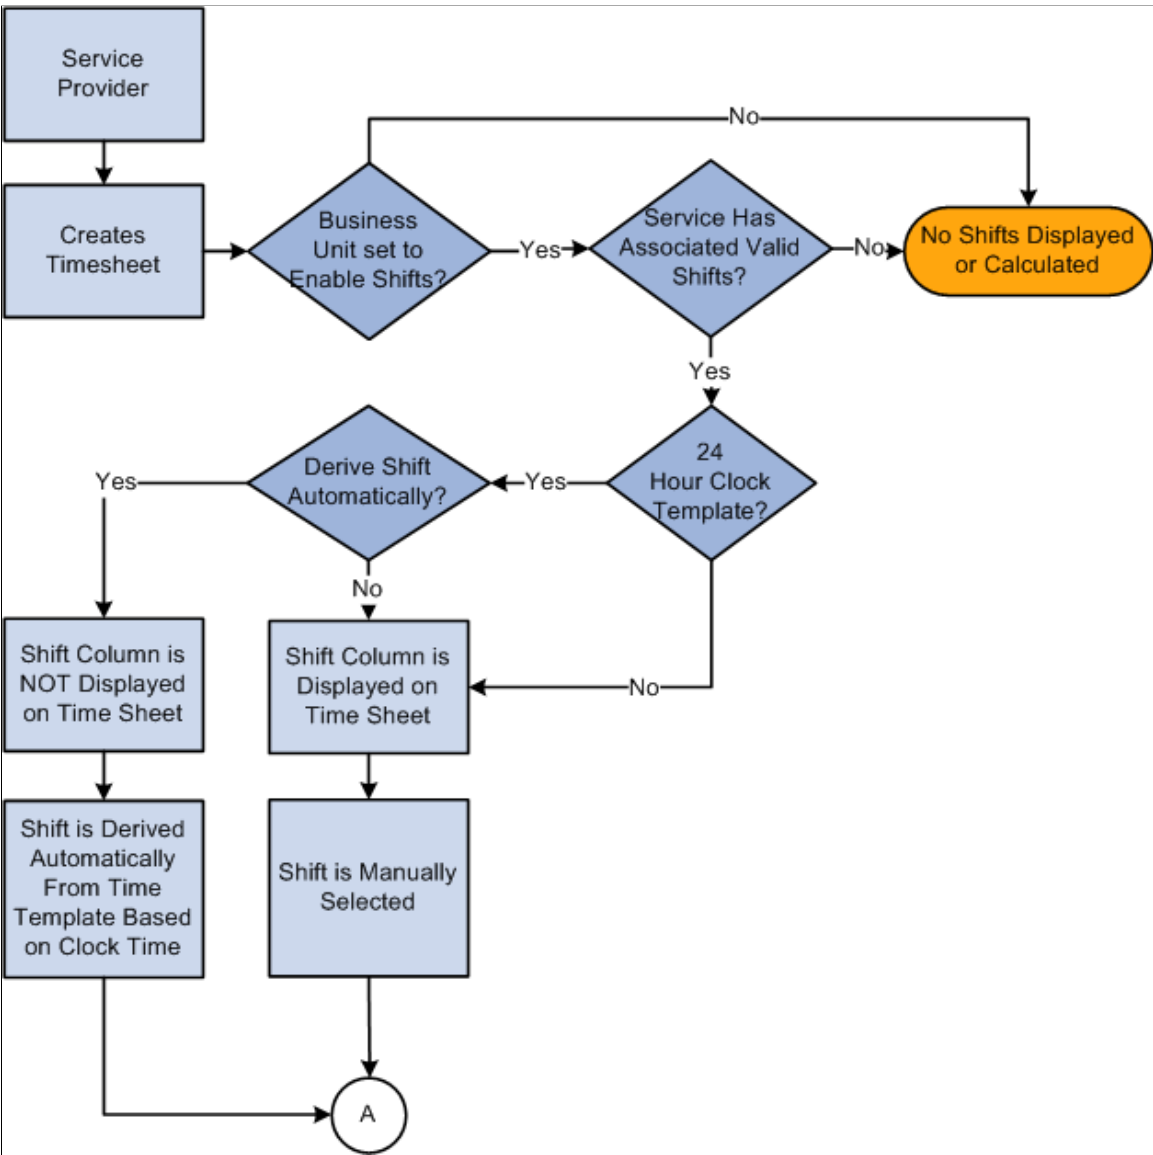 Service
Provider
Creates
Timesheet
Business
Unit set to
Enable Shifts?
No
Yes
Service Has
Associated Valid
Shifts?
No
No Shifts Displayed
or Calculated
Yes
24
Hour Clock
Template?
Yes
Derive Shift
Automatically?
Yes
No
No
Shift Column is
NOT Displayed
on Time Sheet
Shift Column is
Displayed on
Time Sheet
Shift is Derived
Automatically
From Time
Template Based
on Clock Time
Shift is Manually
Selected
A